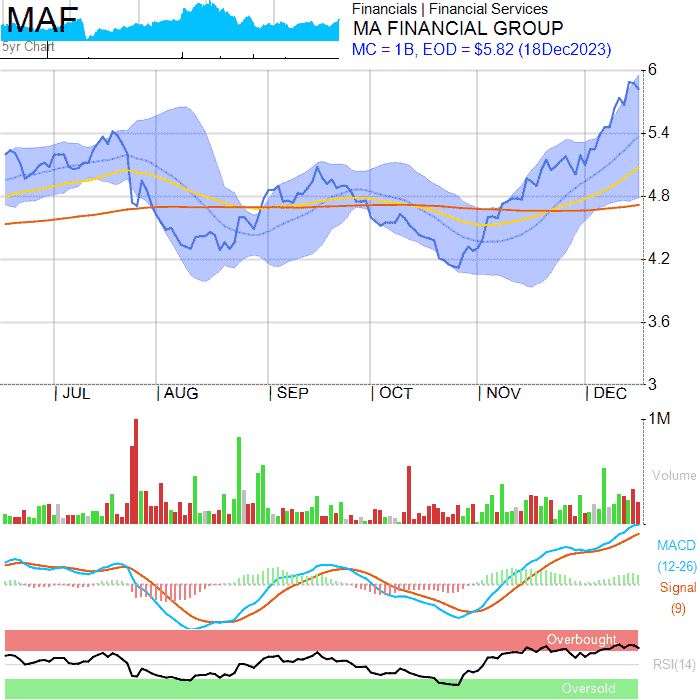 MAF
5yr Chart
Financials | Financial Services
MA FINANCIAL GROUP
MC = 1B, EOD = $5.82 (18Dec2023)
6
5.4
4.8
4.2
3.6
3
| JUL | AUG | SEP | OCT | NOV | DEC
1M
Volume
MACD
(12-26)
Signal
(9)
Overbought
RSI(14)
Oversold